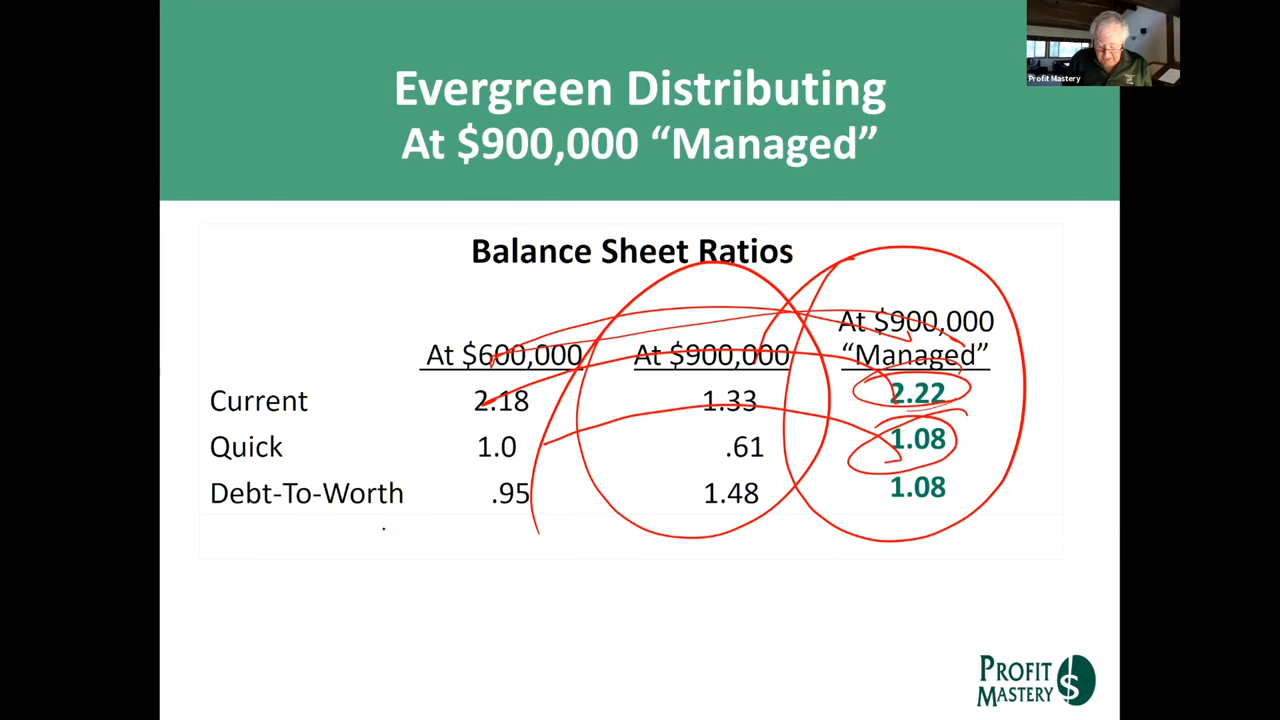 Profit Mastery
Evergreen Distributing
At $900,000 “Managed”
Balance Sheet Ratios
At $600,000 At $900,000 At $900,000 “Managed”
Current 2.18 1.33 2.22
Quick 1.0 .61 1.08
Debt-To-Worth .95 1.48 1.08
PROFIT
MASTERY